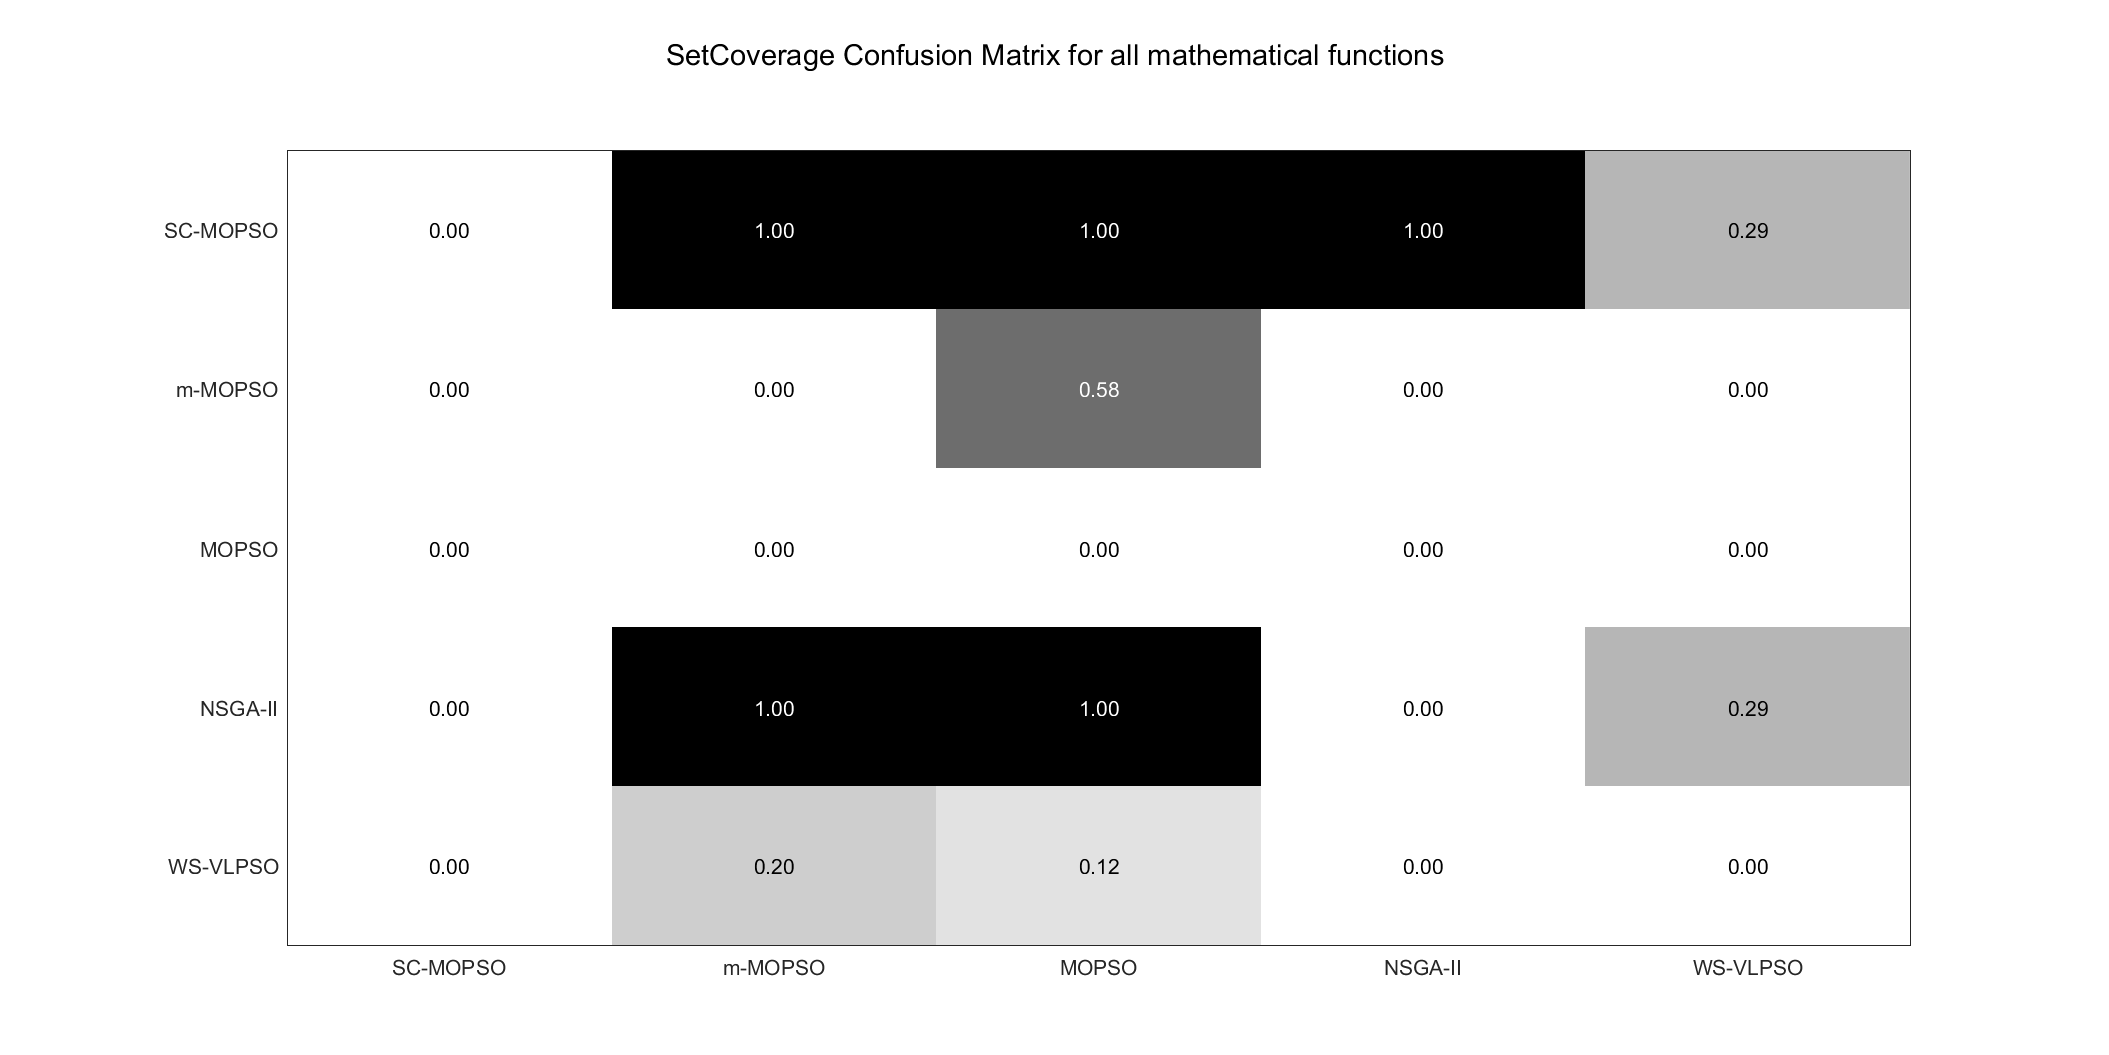 SetCoverage Confusion Matrix for all mathematical functions
SC-MOPSO 0.00 1.00 1.00 1.00 0.29
m-MOPSO 0.00 0.00 0.58 0.00 0.00
MOPSO 0.00 0.00 0.00 0.00 0.00
NSGA-II 0.00 1.00 1.00 0.00 0.29
WS-VLPSO 0.00 0.20 0.12 0.00 0.00
SC-MOPSO m-MOPSO MOPSO NSGA-II WS-VLPSO